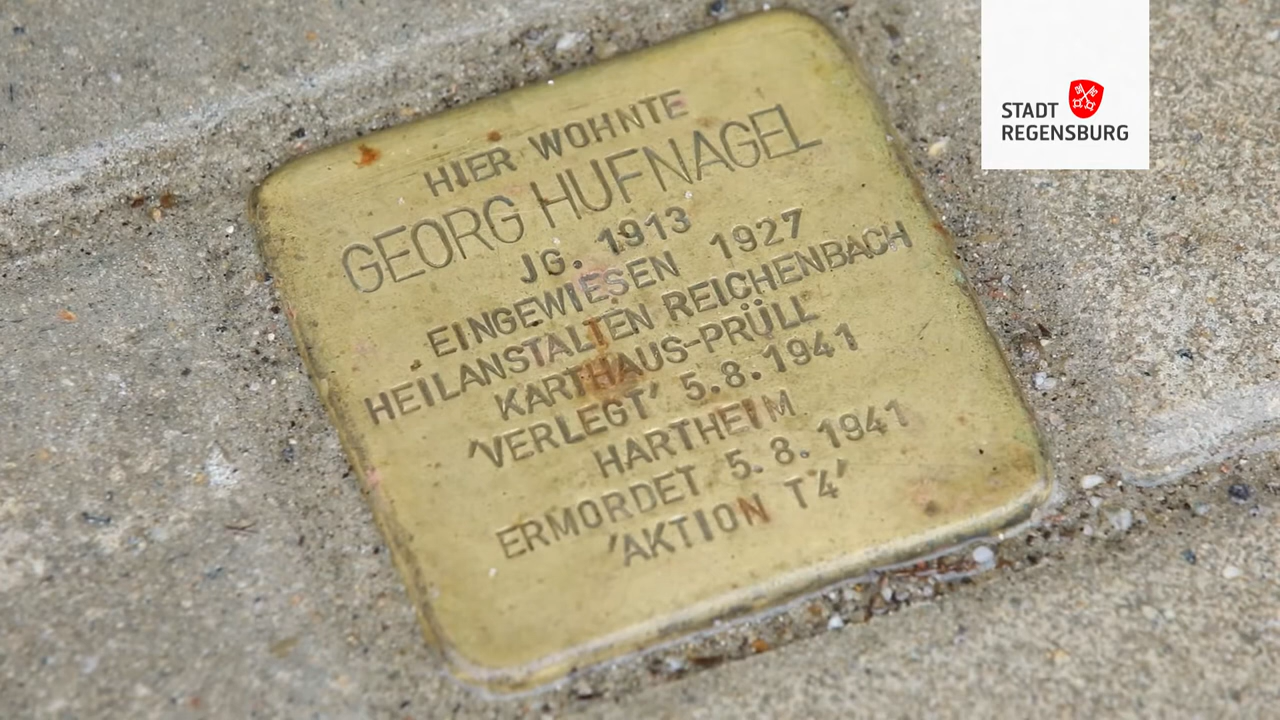 HIER WOHNTE
GEORG HUFNAGEL
JG. 1913
EINGEWIESEN 1927
HEILANSTALTEN REICHENBACH
KARTHAUS-PRÜLL
'VERLEGT' 5.8.1941
HARTHEIM
ERMORDET 5.8.1941
'AKTION T4'
STADT
REGENSBURG